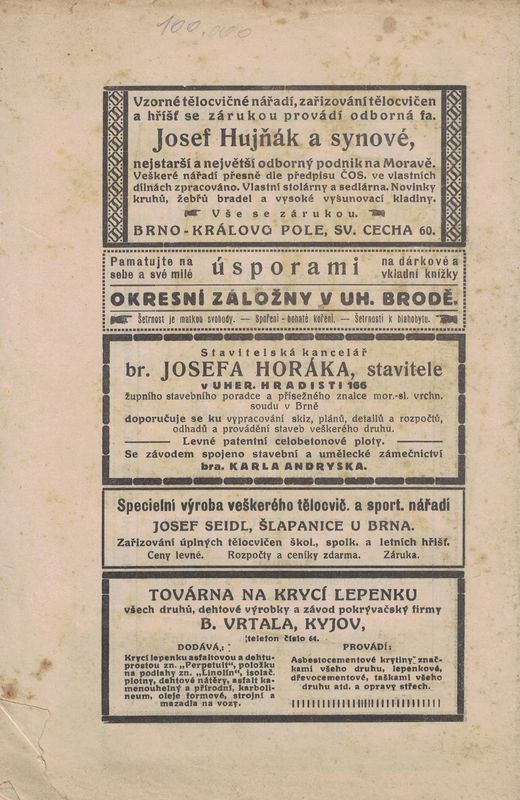 100.000
Vzorné tělocvičné nářadí, zařizování tělocvičen
a hřišť se zárukou provádí odborná fa.
Josef Hujňák a synové,
nejstarší a největší odborný podnik na Moravě.
Veškeré nářadí přesně dle předpisu ČOS. ve vlastních
dílnách zpracováno. Vlastní stolárny a sedlárna. Novinky
kruhů, žebřů bradel a vysoké vyšunovací kladiny.
Vše se zárukou.
BRNO-KRÁLOVO POLE, SV. CECHA 60.
Pamatujte na
sebe a své milé
úsporami
na dárkové a
vkladní knížky
OKRESNÍ ZÁLOŽNY V UH. BRODĚ.
Šetrnost je matkou svobody. — Spoření - bohaté koření. — Šetrností k blahobytu.
Stavitelská kancelář
br. JOSEFA HORÁKA, stavitele
v UHER. HRADISTI 166
župního stavebního poradce a přísežného znalce mor.-sl. vrchn.
soudu v Brně
doporučuje se ku vypracování skiz, plánů, detailů a rozpočtů,
odhadů a provádění staveb veškerého druhu.
Levné patentní celobetonové ploty.
Se závodem spojeno stavební a umělecké zámečnictví
bra. KARLA ANDRYSKA.
Specielní výroba veškerého tělocvič. a sport. nářadí
JOSEF SEIDL, ŠLAPANICE U BRNA.
Zařizování úplných tělocvičen škol., spolk. a letních hřišť.
Ceny levné. Rozpočty a ceníky zdarma. Záruka.
TOVÁRNA NA KRYCÍ LEPENKU
všech druhů, dehtové výrobky a závod pokrývačský firmy
B. VRTALA, KYJOV,
telefon číslo 64.
DODÁVÁ:
Krycí lepenku asfaltovou a dehtu-
prostou zn. „Perpetuit“, položku
na podlahy zn. „Linolin“, isolač.
plotny, dehtové nátěry, asfalt ka-
menouhelný a přírodní, karboli-
neum, oleje formové, strojní a
mazadla na vozy.
PROVÁDÍ:
Asbestocementové krytiny znač-
kami všeho druhu, lepenkové,
dřevocementové, taškami všeho
druhu atd. a opravy střech.